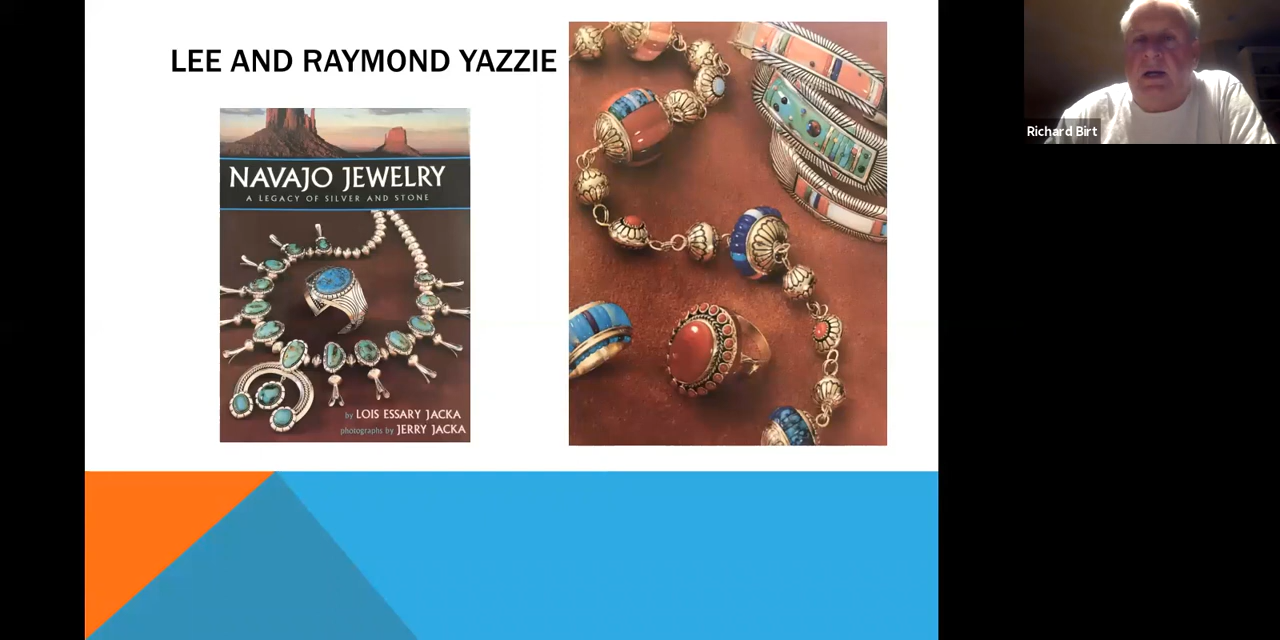 LEE AND RAYMOND YAZZIE
NAVAJO JEWELRY
A LEGACY OF SILVER AND STONE
by LOIS ESSARY JACKA
photographs by JERRY JACKA
Richard Birt